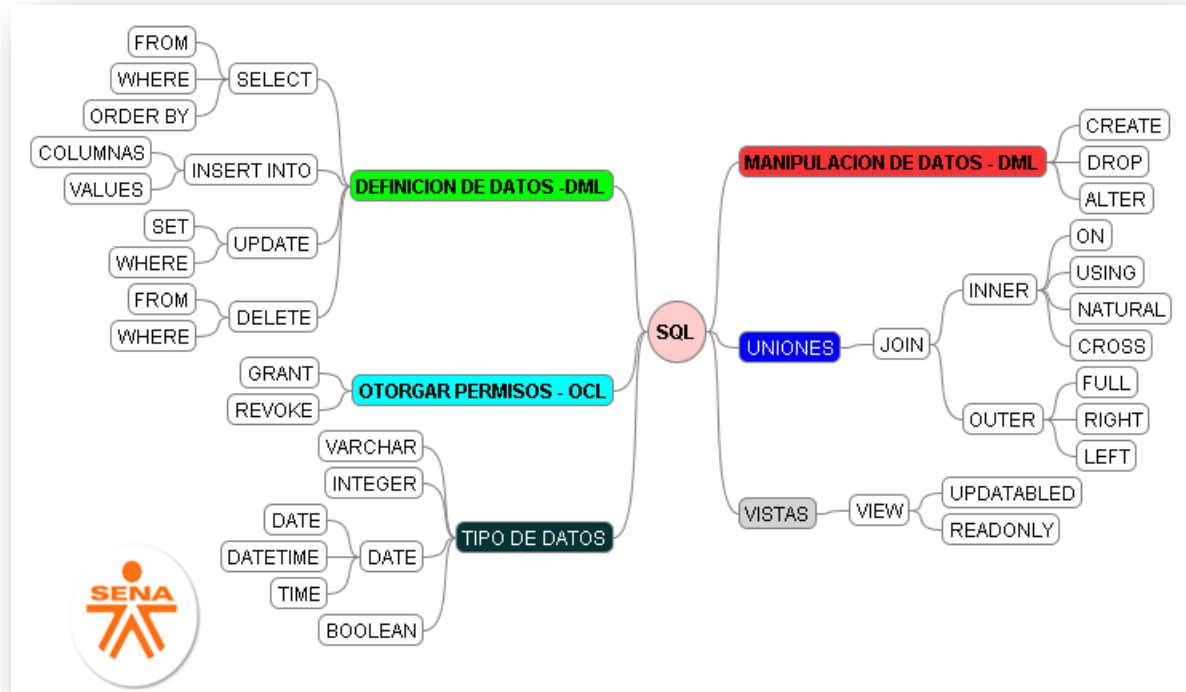 FROM
WHERE
ORDER BY
SELECT
COLUMNAS
VALUES
INSERT INTO
SET
WHERE
UPDATE
FROM
WHERE
DELETE
DEFINICION DE DATOS -DML
GRANT
REVOKE
OTORGAR PERMISOS - OCL
VARCHAR
INTEGER
DATE
DATETIME
TIME
DATE
BOOLEAN
TIPO DE DATOS
SQL
MANIPULACION DE DATOS - DML
CREATE
DROP
ALTER
UNIONES
JOIN
INNER
ON
USING
NATURAL
CROSS
OUTER
FULL
RIGHT
LEFT
VISTAS
VIEW
UPDATABLED
READONLY
SENA